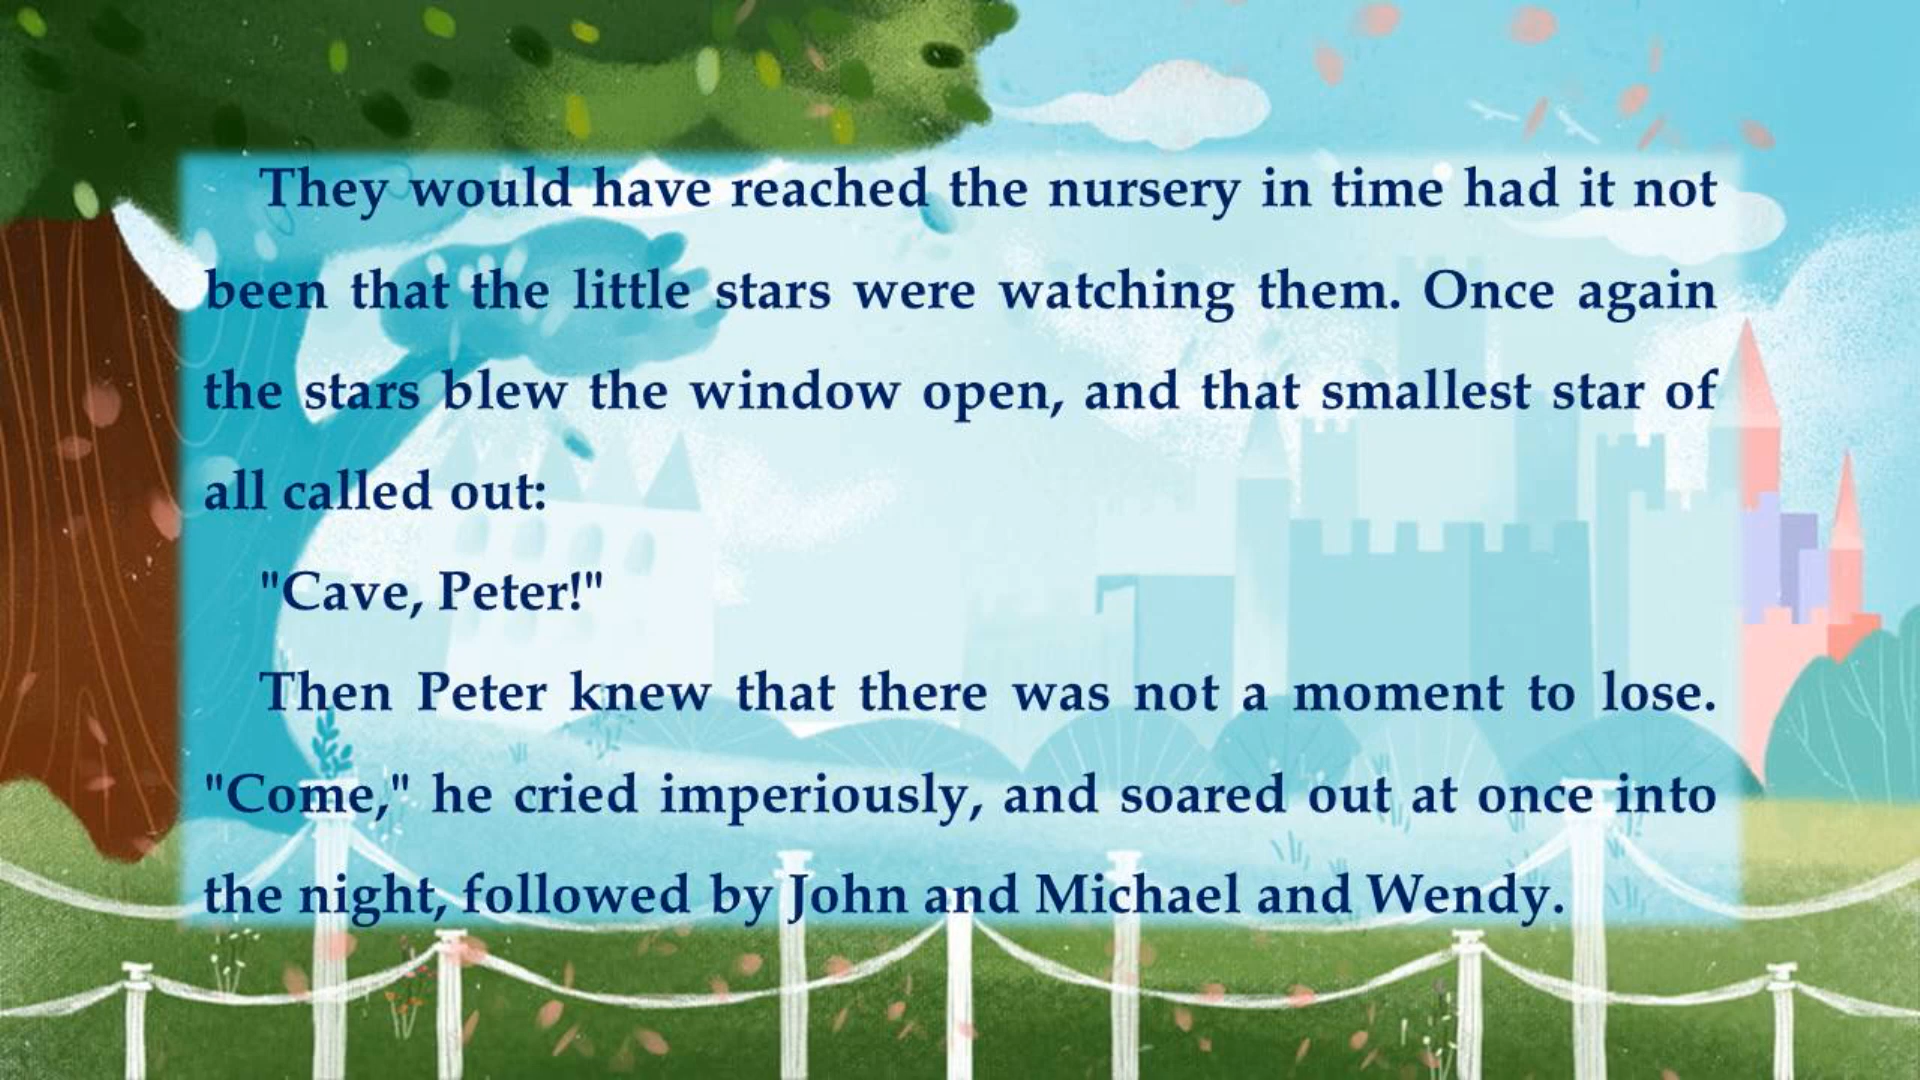 They would have reached the nursery in time had it not
been that the little stars were watching them. Once again
the stars blew the window open, and that smallest star of
all called out:
"Cave, Peter!"
Then Peter knew that there was not a moment to lose.
"Come," he cried imperiously, and soared out at once into
the night, followed by John and Michael and Wendy.